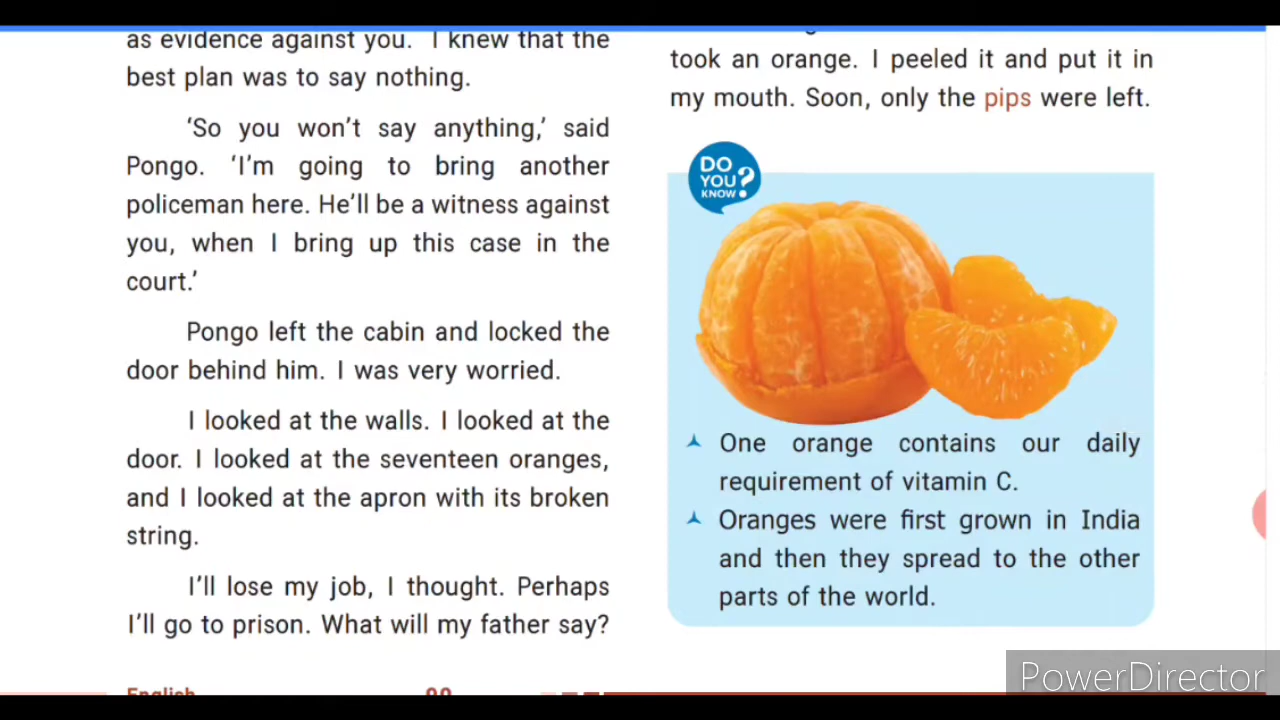 as evidence against you. I knew that the
best plan was to say nothing.
‘So you won’t say anything,’ said
Pongo. ‘I’m going to bring another
policeman here. He’ll be a witness against
you, when I bring up this case in the
court.’
Pongo left the cabin and locked the
door behind him. I was very worried.
I looked at the walls. I looked at the
door. I looked at the seventeen oranges,
and I looked at the apron with its broken
string.
I’ll lose my job, I thought. Perhaps
I’ll go to prison. What will my father say?
English
took an orange. I peeled it and put it in
my mouth. Soon, only the pips were left.
DO
YOU?
KNOW
One orange contains our daily
requirement of vitamin C.
Oranges were first grown in India
and then they spread to the other
parts of the world.
PowerDirector